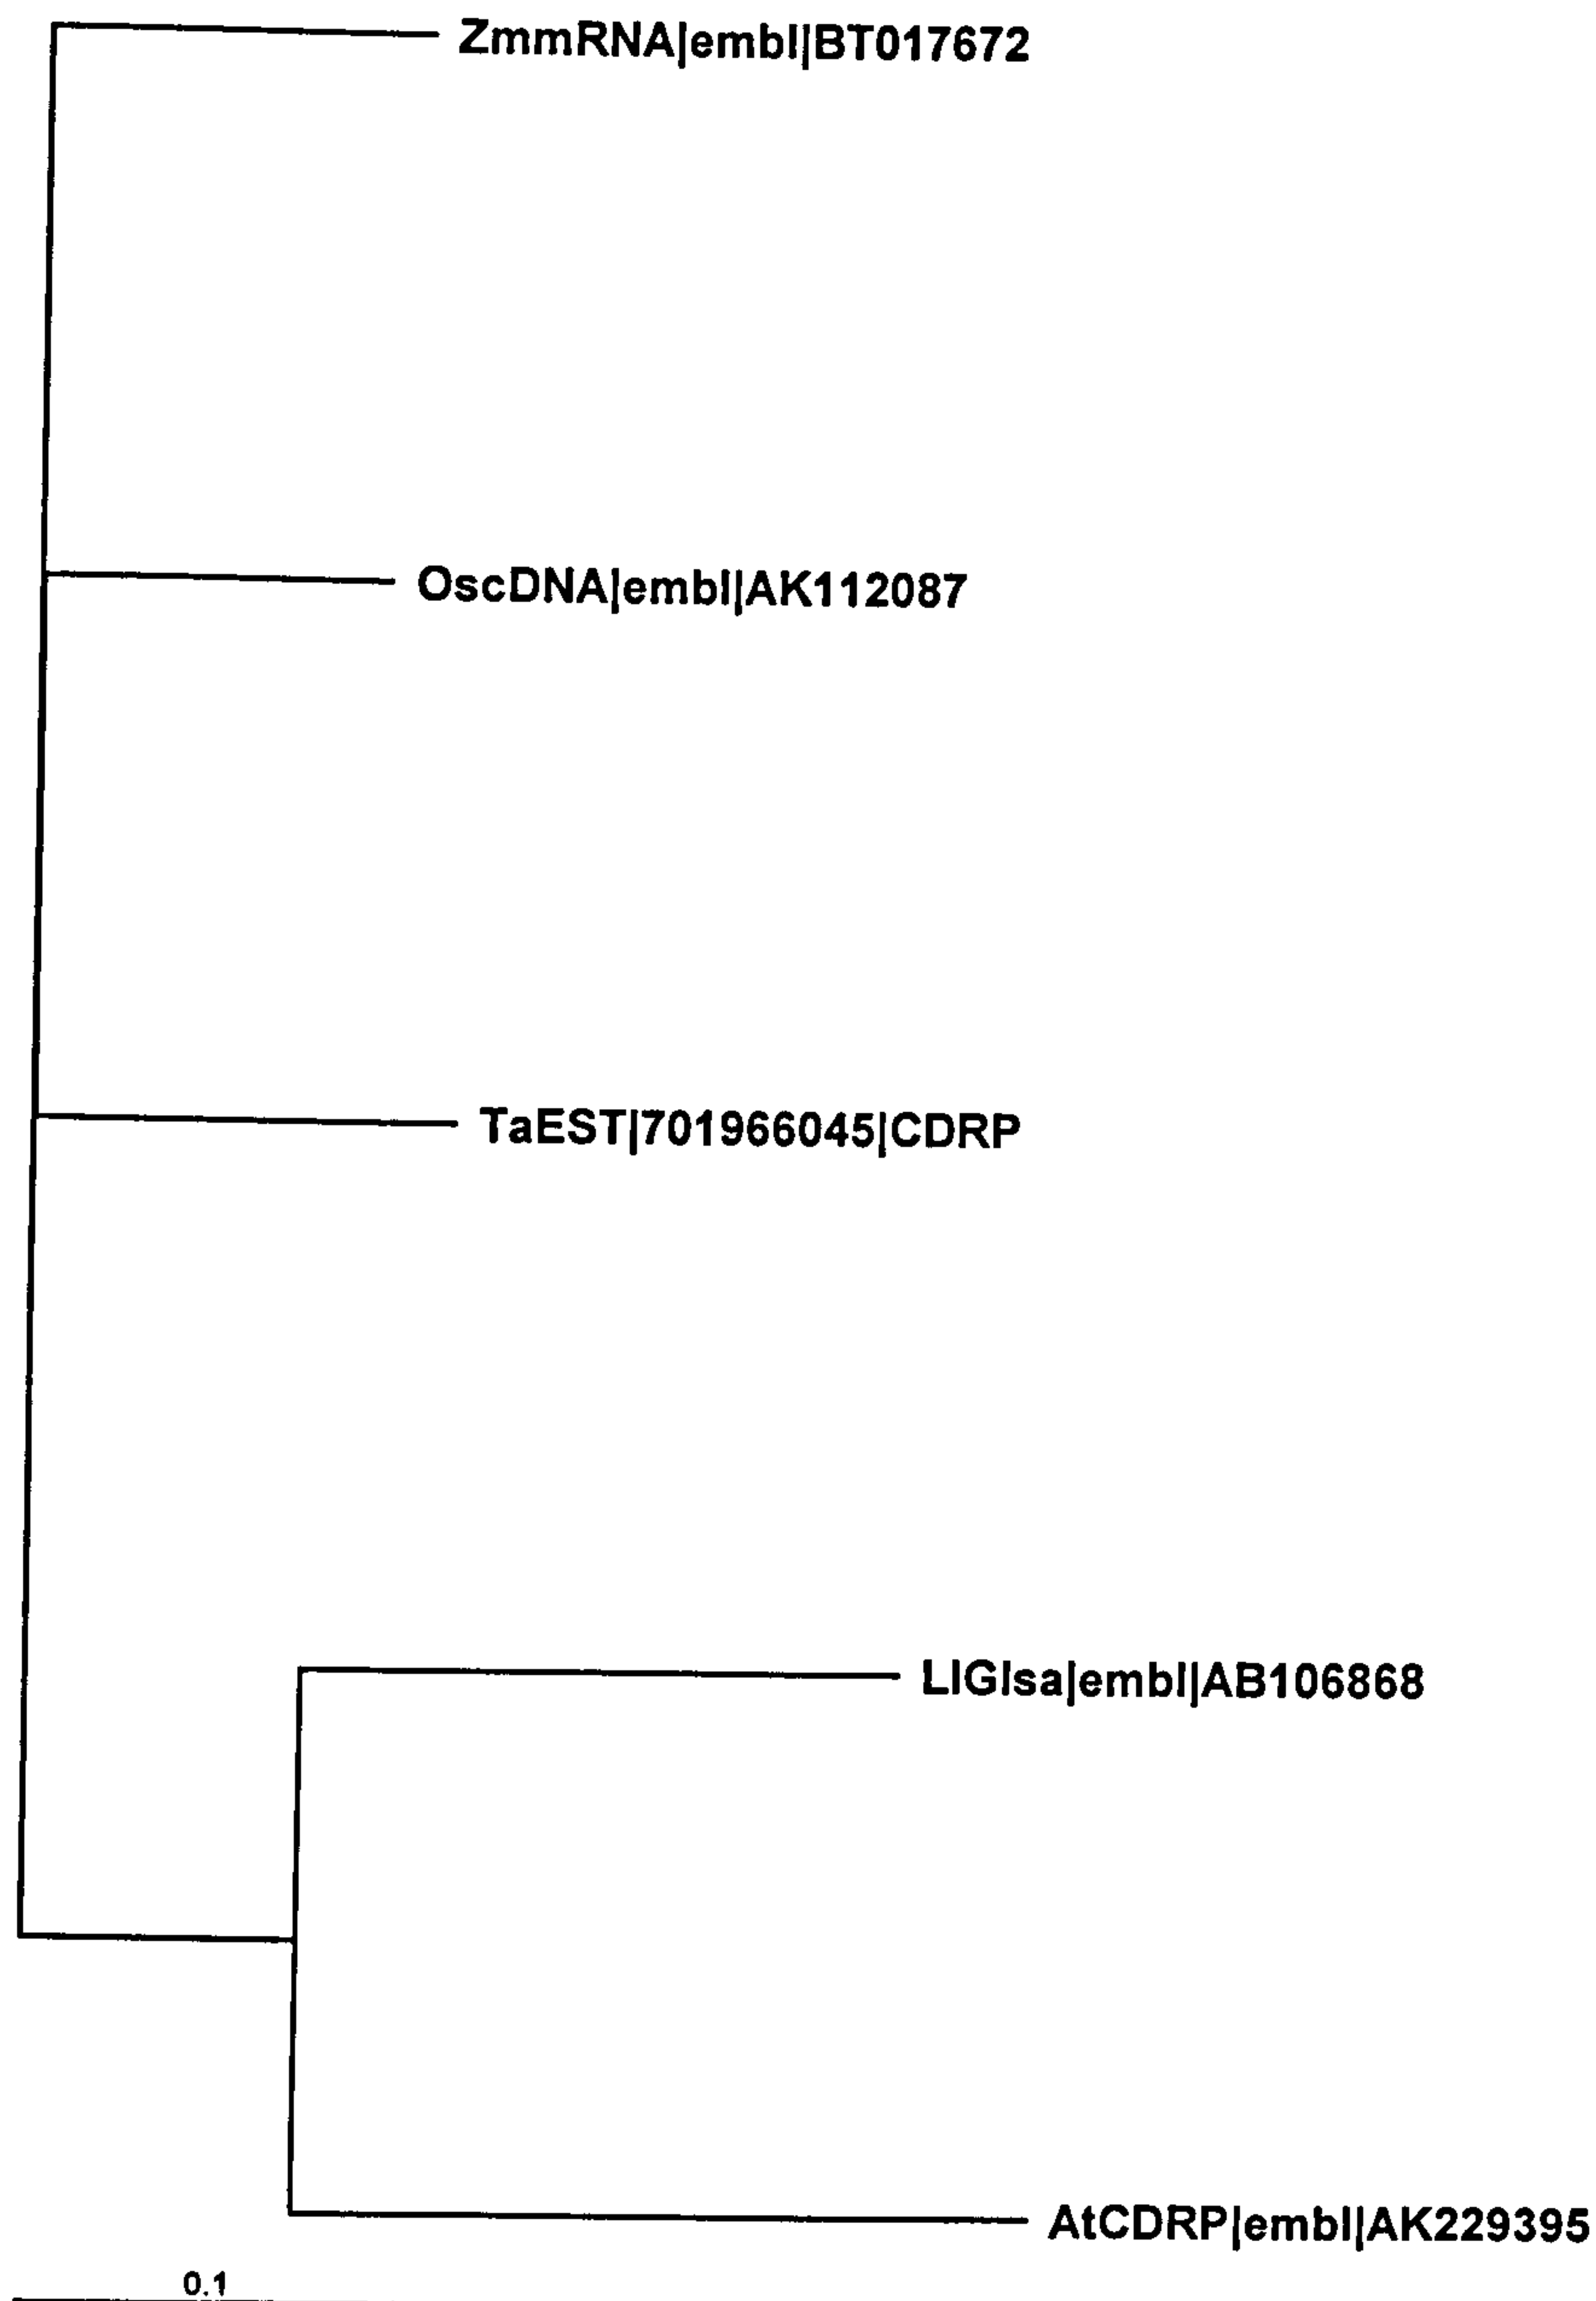 ZmmRNA|embl|BT017672
OscDNA|embl|AK112087
TaEST|701966045|CDRP
LlGlsa|embl|AB106868
AtCDRP|embl|AK229395
0.1